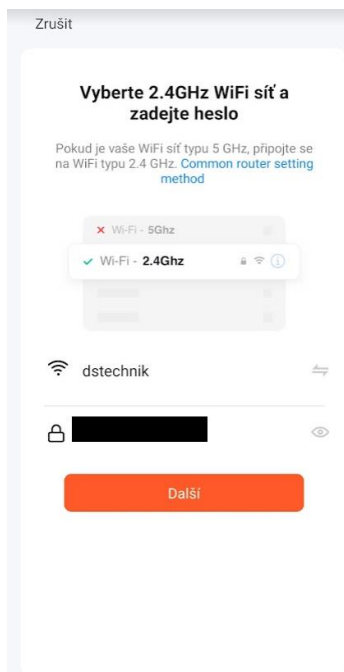 Zrušit
Vyberte 2.4GHz WiFi síť a
zadejte heslo
Pokud je vaše WiFi síť typu 5 GHz, připojte se
na WiFi typu 2.4 GHz. Common router setting
method
Wi-Fi - 5Ghz
Wi-Fi - 2.4Ghz
dstechnik
Další